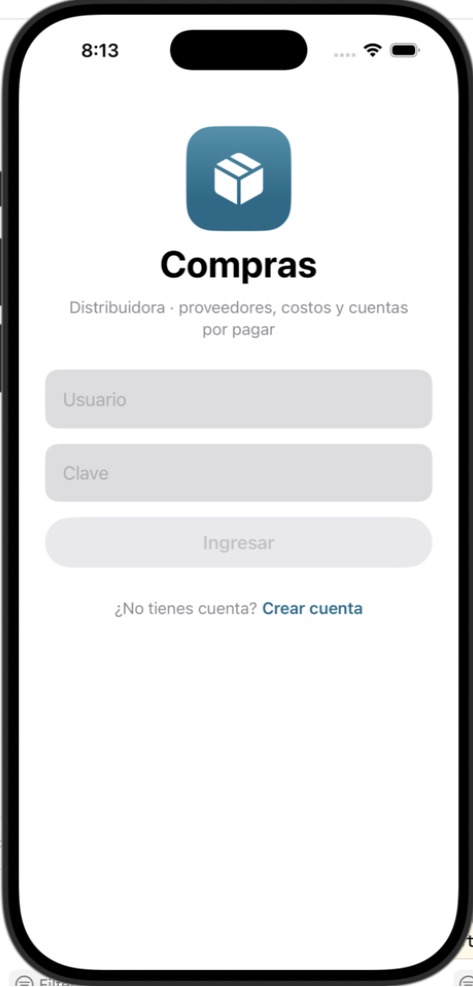 8:13
Compras
Distribuidora · proveedores, costos y cuentas
por pagar
Usuario
Clave
Ingresar
¿No tienes cuenta? Crear cuenta